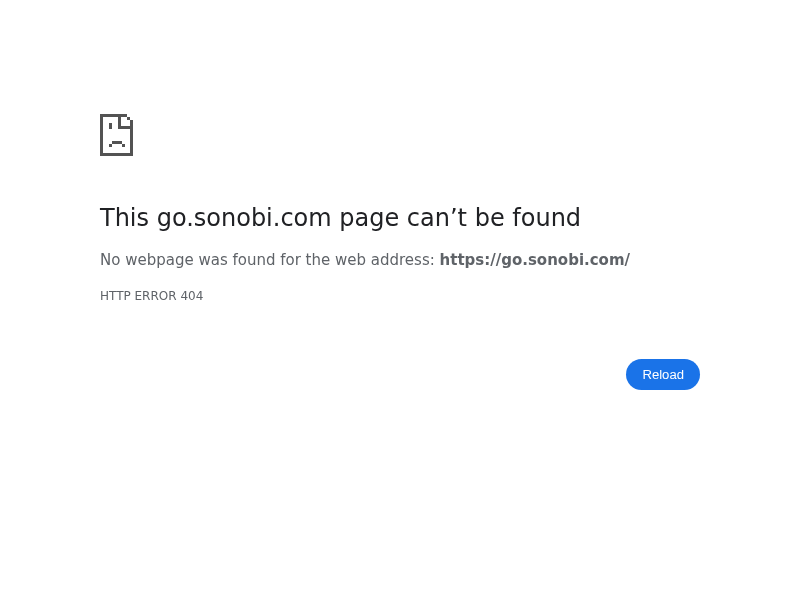 This go.sonobi.com page can’t be found
No webpage was found for the web address: https://go.sonobi.com/
HTTP ERROR 404
Reload